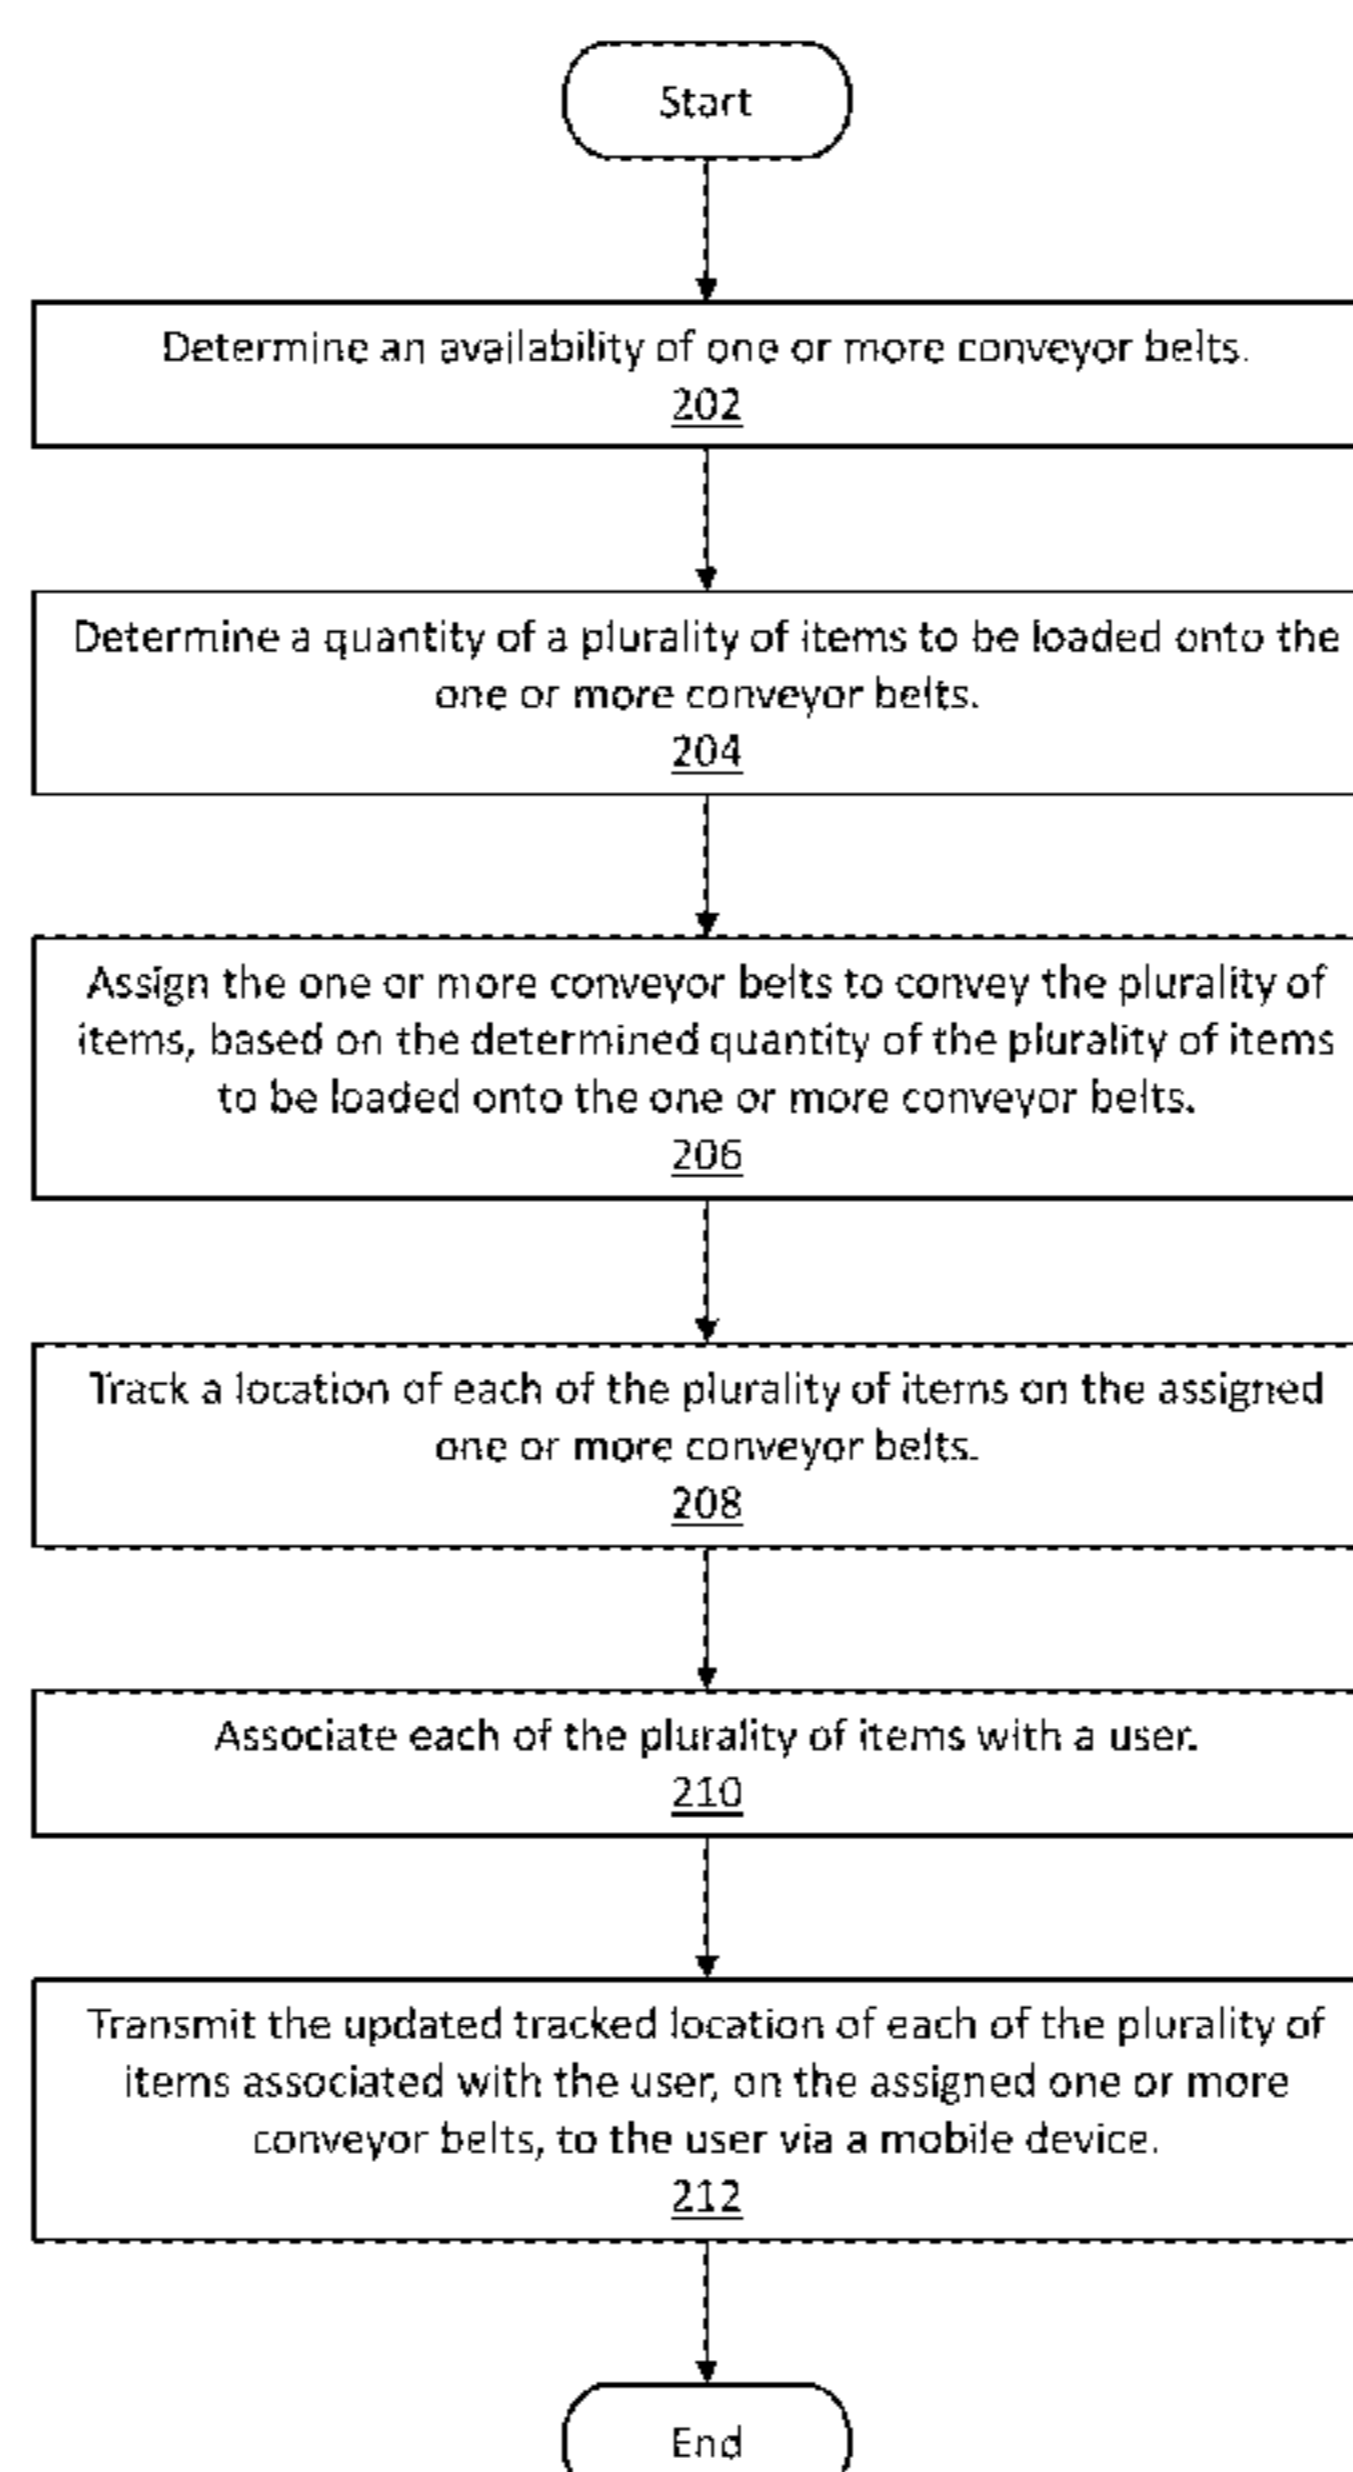 Start
Determine an availability of one or more conveyor belts.
202
Determine a quantity of a plurality of items to be loaded onto the
one or more conveyor belts.
204
Assign the one or more conveyor belts to convey the plurality of
items, based on the determined quantity of the plurality of items
to be loaded onto the one or more conveyor belts.
206
Track a location of each of the plurality of items on the assigned
one or more conveyor belts.
208
Associate each of the plurality of items with a user.
210
Transmit the updated tracked location of each of the plurality of
items associated with the user, on the assigned one or more
conveyor belts, to the user via a mobile device.
212
End